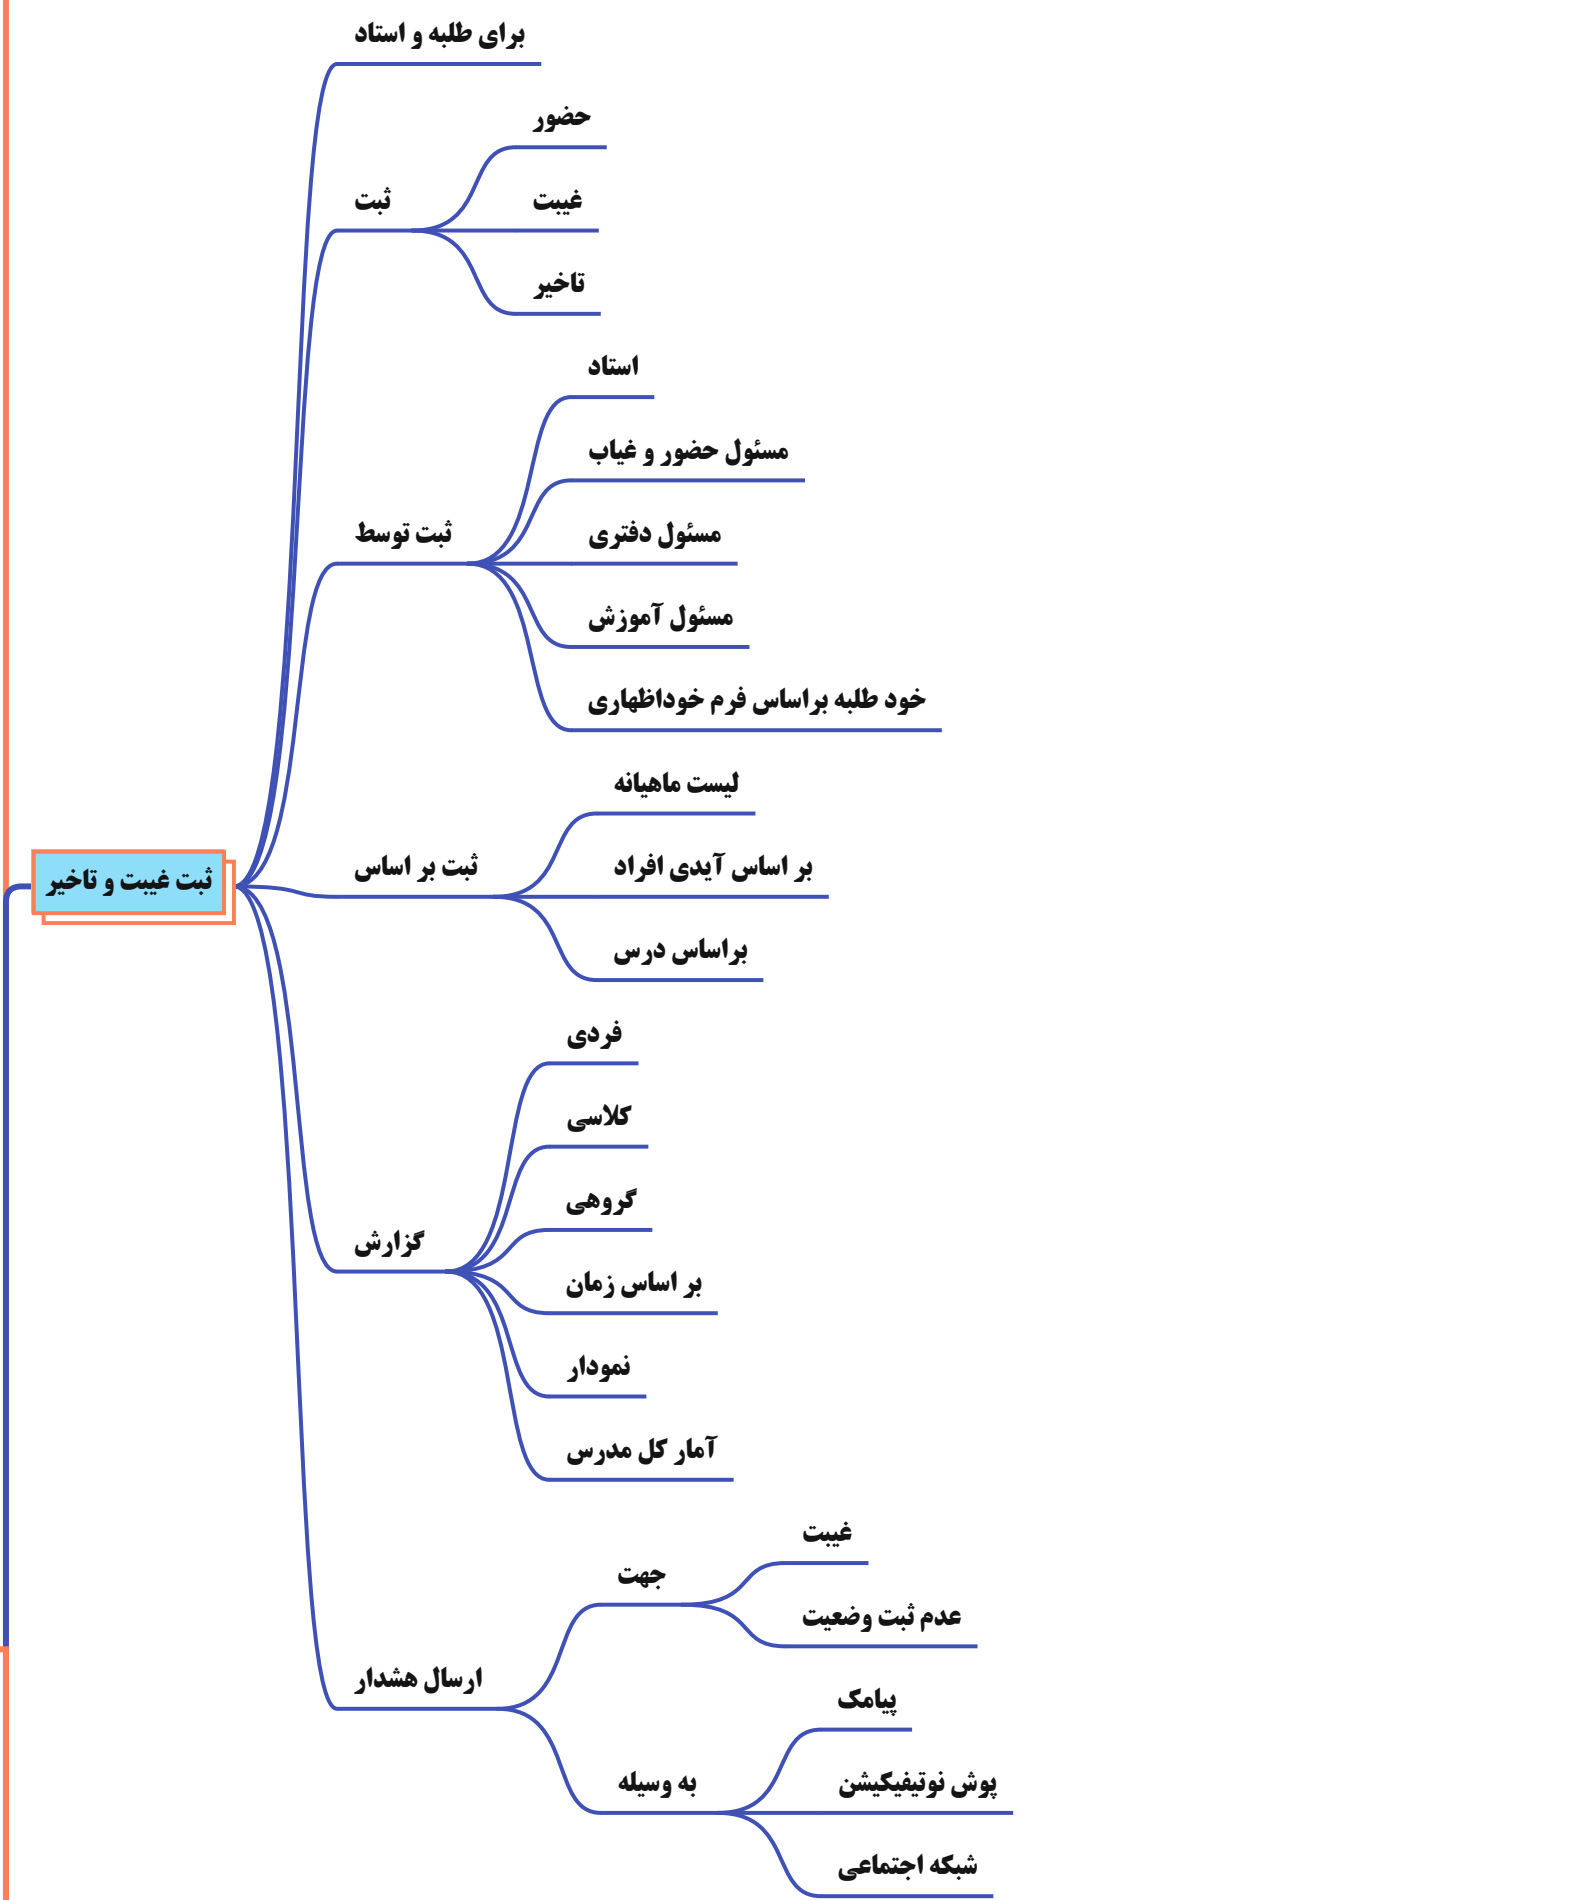 برای طلبه و استاد
حضور
ثبت
غیبت
تاخیر
استاد
مسئول حضور و غیاب
ثبت توسط
مسئول دفتری
مسئول آموزش
خود طلبه براساس فرم خوداظهاری
لیست ماهیانه
ثبت بر اساس
بر اساس آیدی افراد
براساس درس
ثبت غیبت و تاخیر
فردی
کلاسی
گروهی
گزارش
بر اساس زمان
نمودار
آمار کل مدرس
غیبت
جهت
عدم ثبت وضعیت
ارسال هشدار
پیامک
به وسیله
پوش نوتیفیکیشن
شبکه اجتماعی